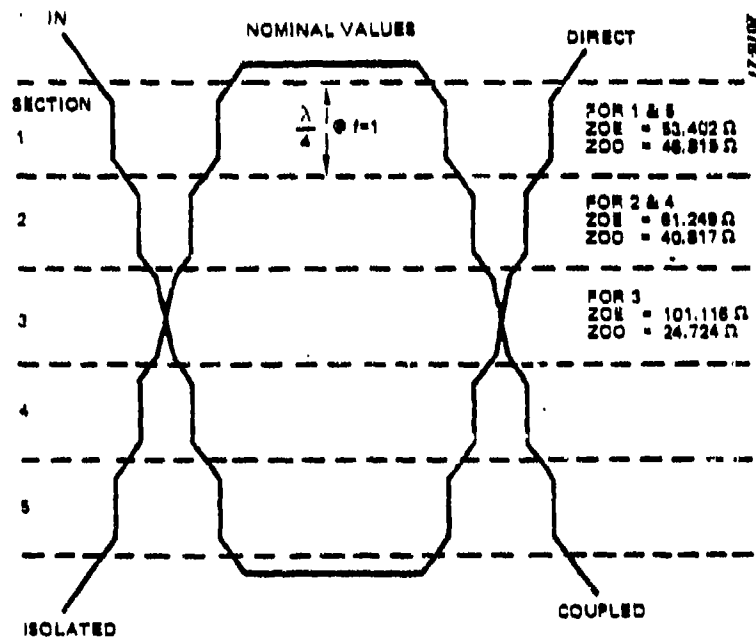 IN
NOMINAL VALUES
DIRECT
SECTION
1
λ/4 @ f=1
FOR 1 & 5
ZOE = 53.402 Ω
ZOO = 46.815 Ω
2
FOR 2 & 4
ZOE = 61.249 Ω
ZOO = 40.817 Ω
3
FOR 3
ZOE = 101.116 Ω
ZOO = 24.724 Ω
4
5
ISOLATED
COUPLED